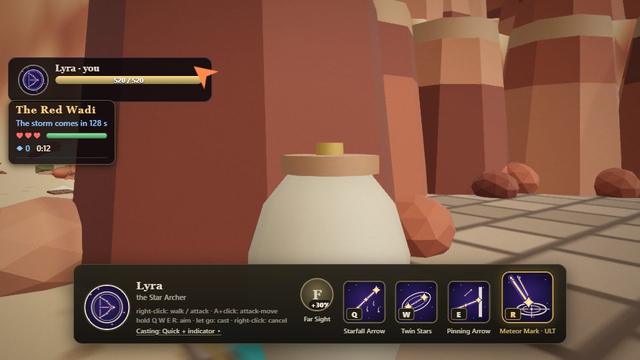 Lyra - you
520 / 520
The Red Wadi
The storm comes in 128 s
0 0:12
Lyra
the Star Archer
right-click: walk / attack · A+click: attack-move
hold Q W E R: aim · let go: cast · right-click: cancel
Casting: Quick + indicator
F
+30%
Far Sight
Q
Starfall Arrow
W
Twin Stars
E
Pinning Arrow
R
Meteor Mark · ULT